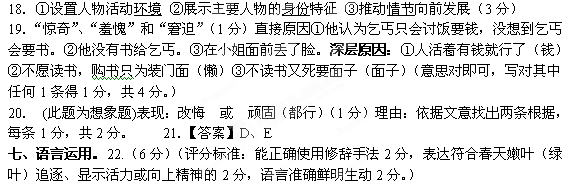 18. ①设置人物活动环境 ②展示主要人物的身份特征 ③推动情节向前发展（3 分）
19．“惊奇”、“羞愧”和“窘迫”（1 分）直接原因①他认为乞丐只会讨饭要钱，没想到乞丐
会要书。②他没有书给乞丐。③在小姐面前丢了脸。深层原因：①人活着有钱就行了（钱）
②不愿读书，购书只为装门面（懒）③不读书又死要面子（面子）（意思对即可，写对其中
任何 1 条得 1 分，共 4 分。）
20．（此题为想象题）表现：改悔 或 顽固（都行）（1 分）理由：依据文章找出两条根据，
每条 1 分，共 2 分。 21.【答案】D、E
七、语言运用。22.（6 分）（评分标准：能正确使用修辞手法 2 分，表达符合春天嫩叶（绿
叶）追逐、显示活力或向上精神的 2 分，语言准确鲜明生动 2 分。）